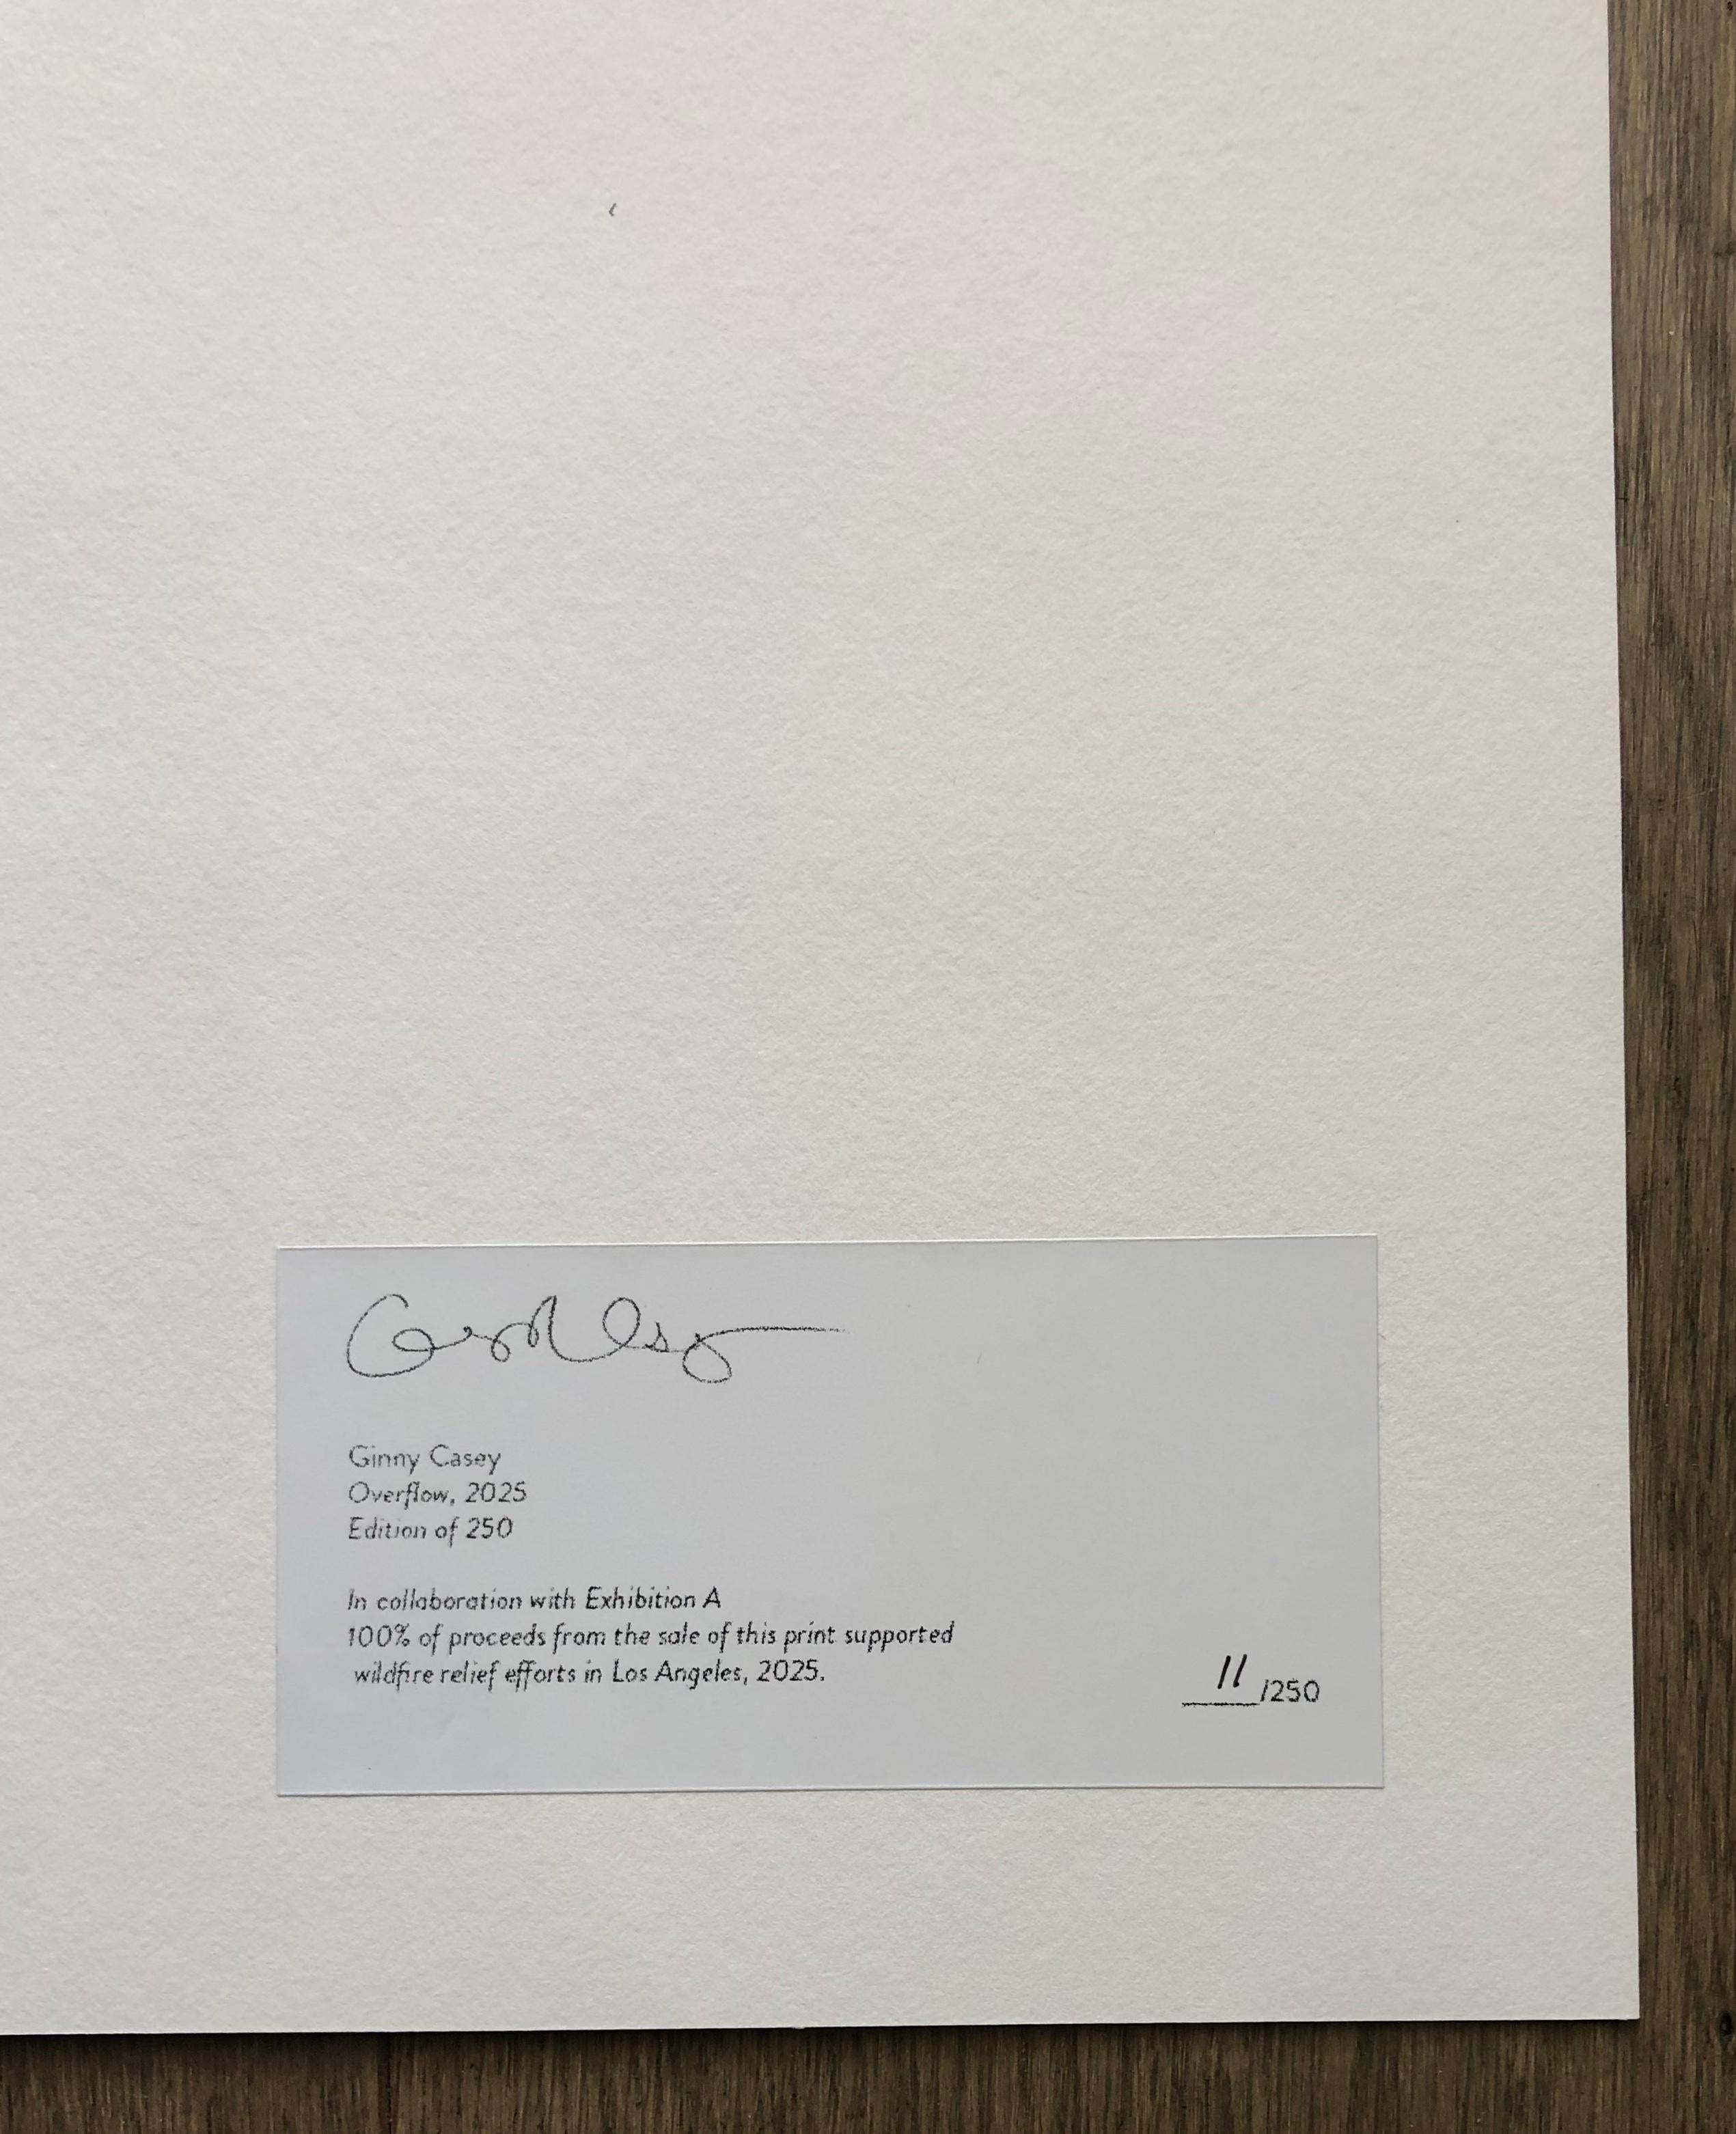 Ginny Casey
Overflow, 2025
Edition of 250
In collaboration with Exhibition A
100% of proceeds from the sale of this print supported
wildfire relief efforts in Los Angeles, 2025.
11/250